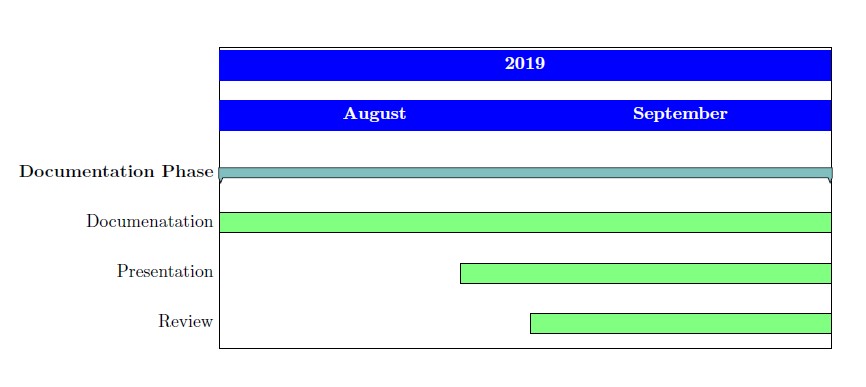 2019
August September
Documentation Phase
Documenatation
Presentation
Review